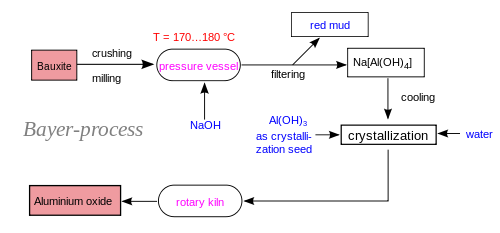 red mud
T = 170...180 °C
crushing
Bauxite
milling
pressure vessel
filtering
Na[Al(OH)4]
cooling
NaOH
Bayer-process
Al(OH)3
as crystalli-
zation seed
crystallization
water
Aluminium oxide
rotary kiln